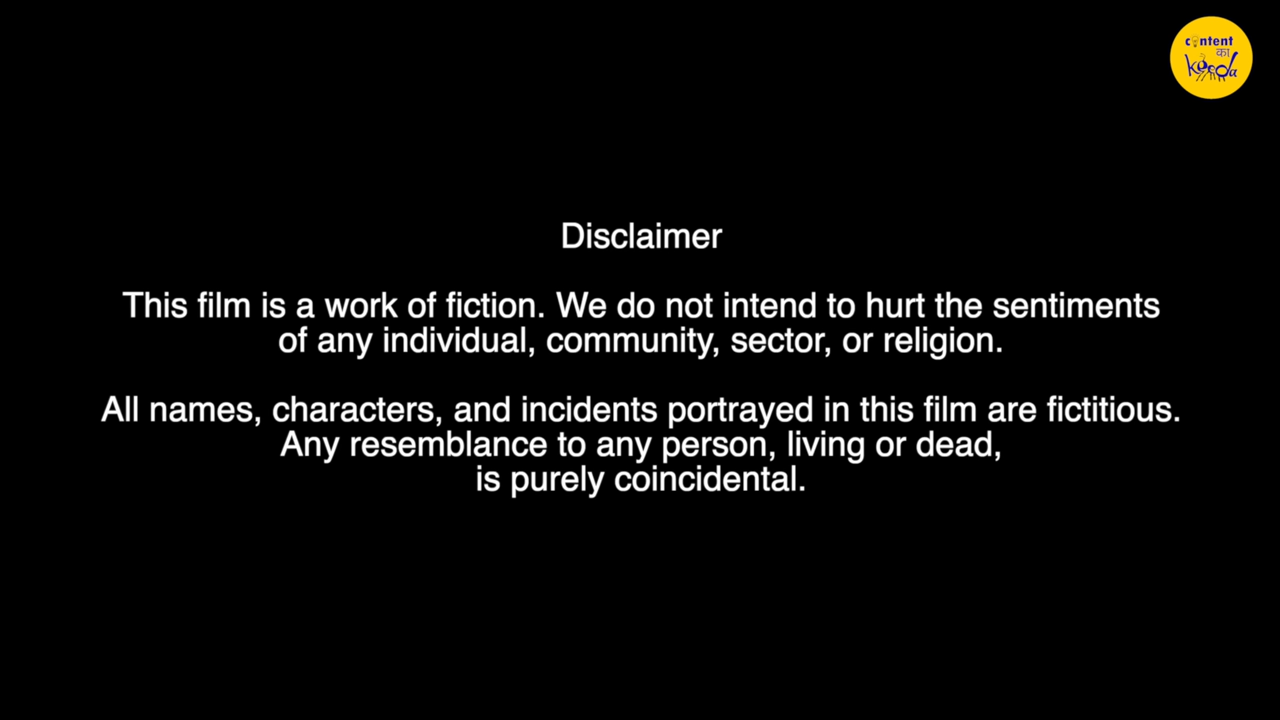 content
का
keeda
Disclaimer
This film is a work of fiction. We do not intend to hurt the sentiments
of any individual, community, sector, or religion.
All names, characters, and incidents portrayed in this film are fictitious.
Any resemblance to any person, living or dead,
is purely coincidental.